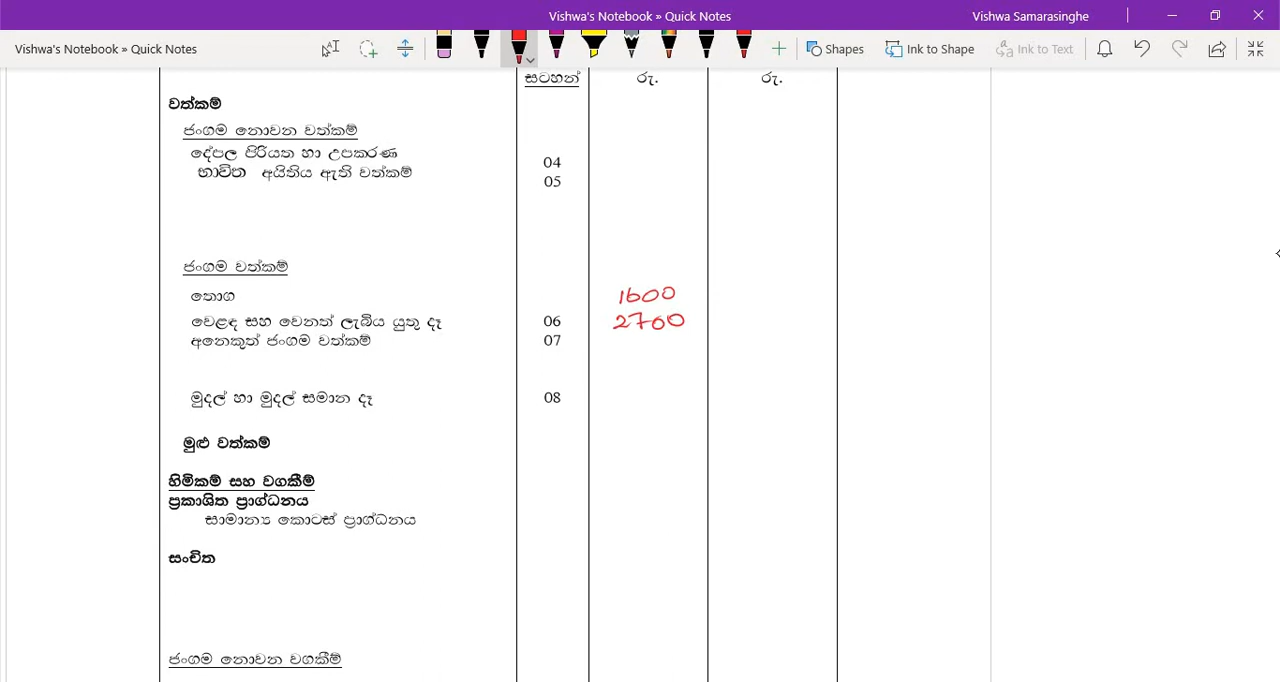 Vishwa's Notebook » Quick Notes
Vishwa Samarasinghe
Vishwa's Notebook » Quick Notes
Shapes
Ink to Shape
Ink to Text
සටහන් රු. රු.
වත්කම්
ජංගම නොවන වත්කම්
දේපල පිරියත හා උපකරණ 04
භාවිත අයිතිය ඇති වත්කම් 05
ජංගම වත්කම්
තොග 1600
වෙළඳ සහ වෙනත් ලැබිය යුතු දෑ 06 2700
අනෙකුත් ජංගම වත්කම් 07
මුදල් හා මුදල් සමාන දෑ 08
මුළු වත්කම්
හිමිකම් සහ වගකීම්
ප්‍රකාශිත ප්‍රාග්ධනය
සාමාන්‍ය කොටස් ප්‍රාග්ධනය
සංචිත
ජංගම නොවන වගකීම්